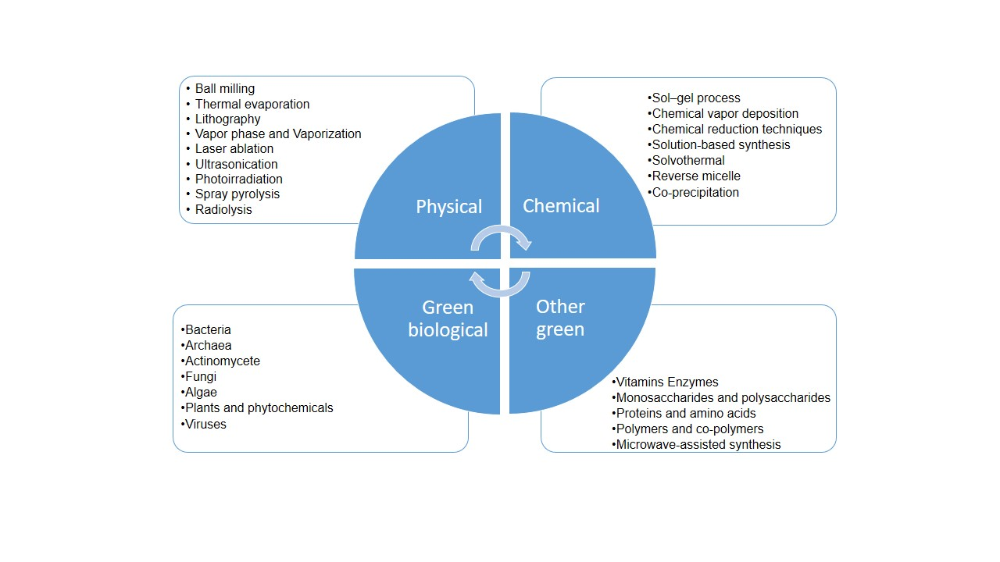 • Ball milling
• Thermal evaporation
• Lithography
• Vapor phase and Vaporization
• Laser ablation
• Ultrasonication
• Photoirradiation
• Spray pyrolysis
• Radiolysis
Physical
•Sol–gel process
•Chemical vapor deposition
•Chemical reduction techniques
•Solution-based synthesis
•Solvothermal
•Reverse micelle
•Co-precipitation
Chemical
•Bacteria
•Archaea
•Actinomycete
•Fungi
•Algae
•Plants and phytochemicals
•Viruses
Green
biological
Other
green
•Vitamins Enzymes
•Monosaccharides and polysaccharides
•Proteins and amino acids
•Polymers and co-polymers
•Microwave-assisted synthesis